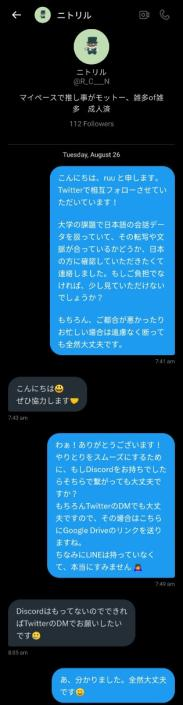 ニトリル
ニトリル
@R_C___N
マイペースで推し事がモットー、雑多of雑
多　成人済
112 Followers
Tuesday, August 26
こんにちは、ruu と申します。
Twitterで相互フォローさせてい
ただいています！
大学の課題で日本語の会話デー
タを扱っていて、その転写や文
脈が合っているかどうか、日本
の方に確認していただきたくて
連絡しました。もしご負担でな
ければ、少し見ていただけない
でしょうか？
もちろん、ご都合が悪かったり
お忙しい場合は遠慮なく断って
も全然大丈夫です。
7:41 am
こんにちは😃
ぜひ協力します🤝
7:43 am
わぁ！ありがとうございます！
やりとりをスムーズにするため
に、もしDiscordをお持ちでした
らそちらで繋がっても大丈夫で
すか？
もちろんTwitterのDMでも大丈
夫ですので、その場合はこちら
にGoogle Driveのリンクを送り
ますね。
ちなみにLINEは持っていなく
て、本当にすみません 🙇‍♀️
7:49 am
Discordはもってないのでできれ
ばTwitterのDMでお願いしたい
です🥲
8:05 am
あ、分かりました。全然大丈夫
です😄